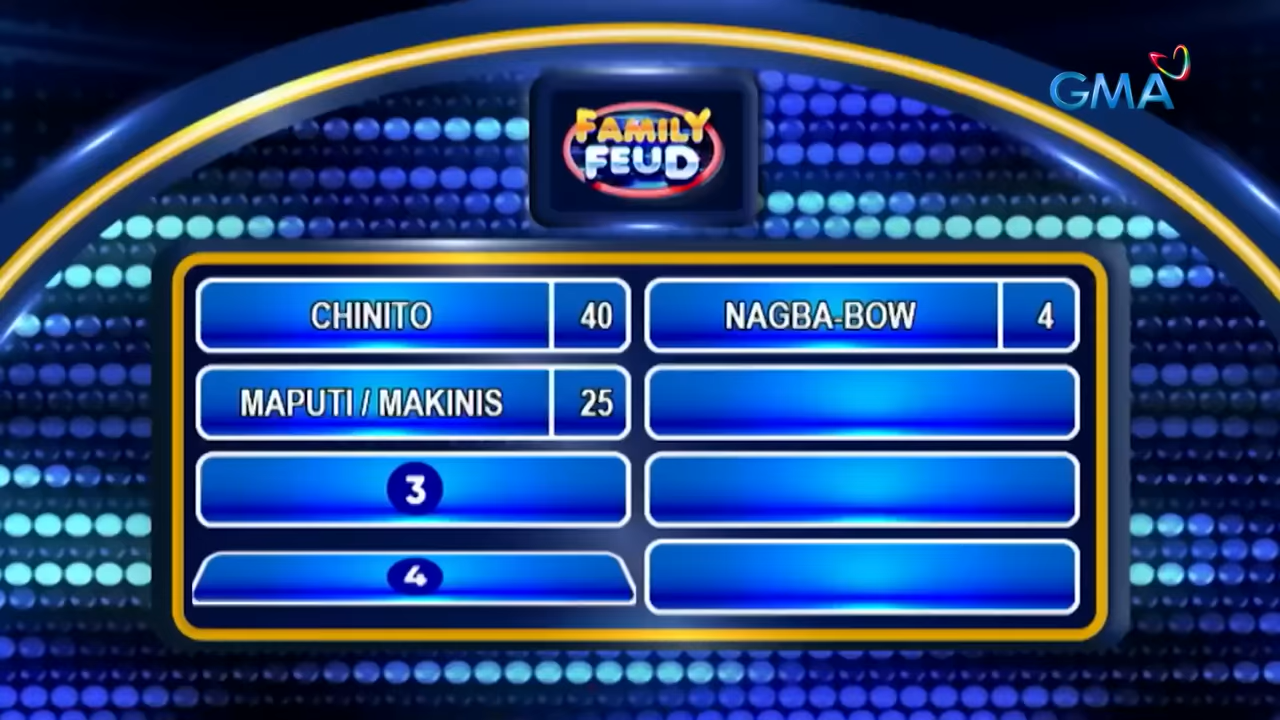 GMA
FAMILY
FEUD
CHINITO 40
NAGBA-BOW 4
MAPUTI / MAKINIS 25
3
4